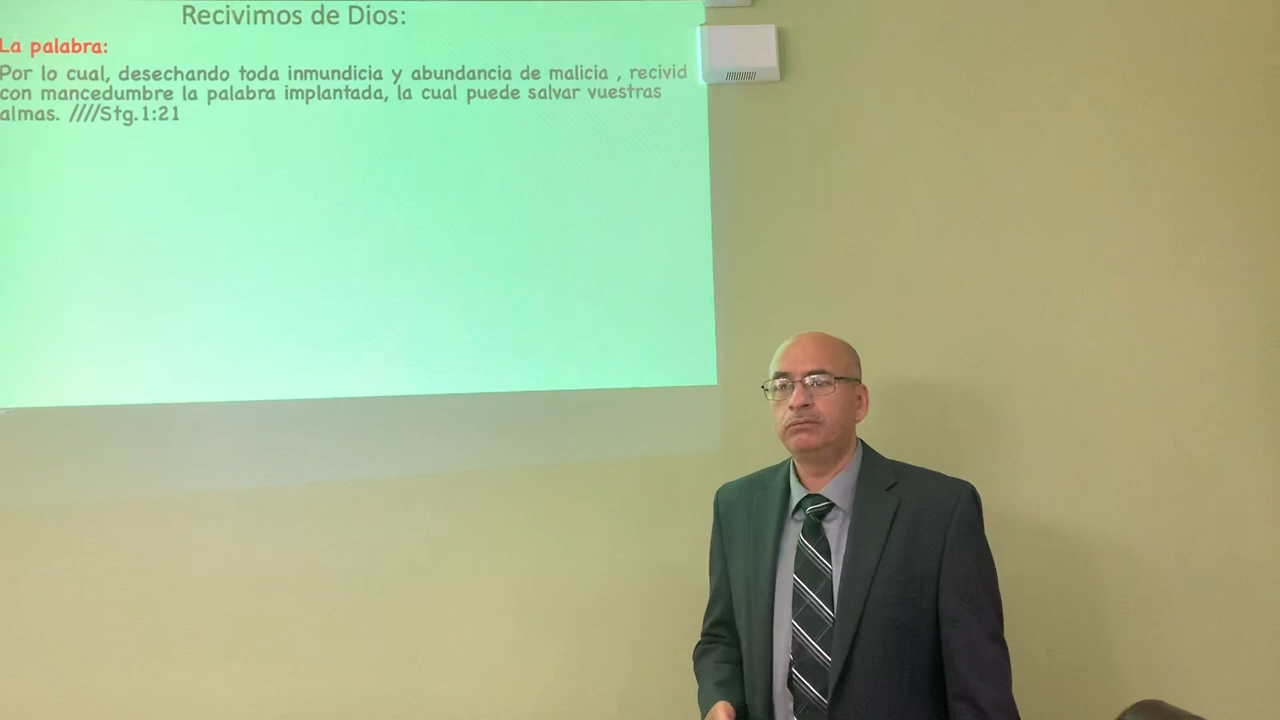 Recivimos de Dios:
La palabra:
Por lo cual, desechando toda inmundicia y abundancia de malicia , recivid
con mancedumbre la palabra implantada, la cual puede salvar vuestras
almas. ////Stg.1:21